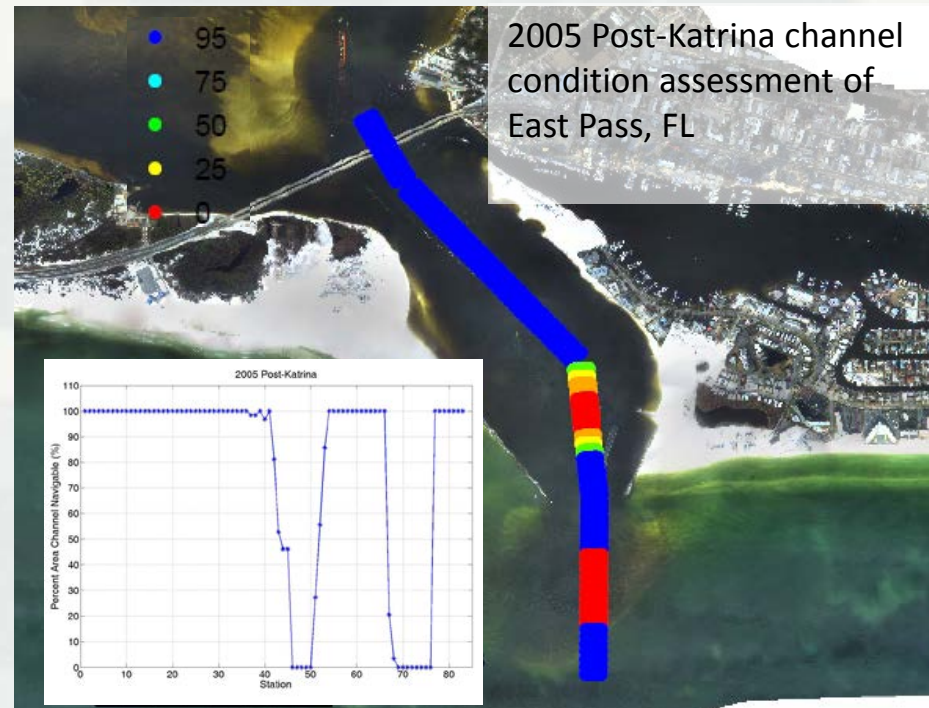 95
75
50
25
0
2005 Post-Katrina channel
condition assessment of
East Pass, FL
2005 Post-Katrina
Percent Area Channel Navigable (%)
110
100
90
80
70
60
50
40
30
20
10
0
0 10 20 30 40 50 60 70 80
Station